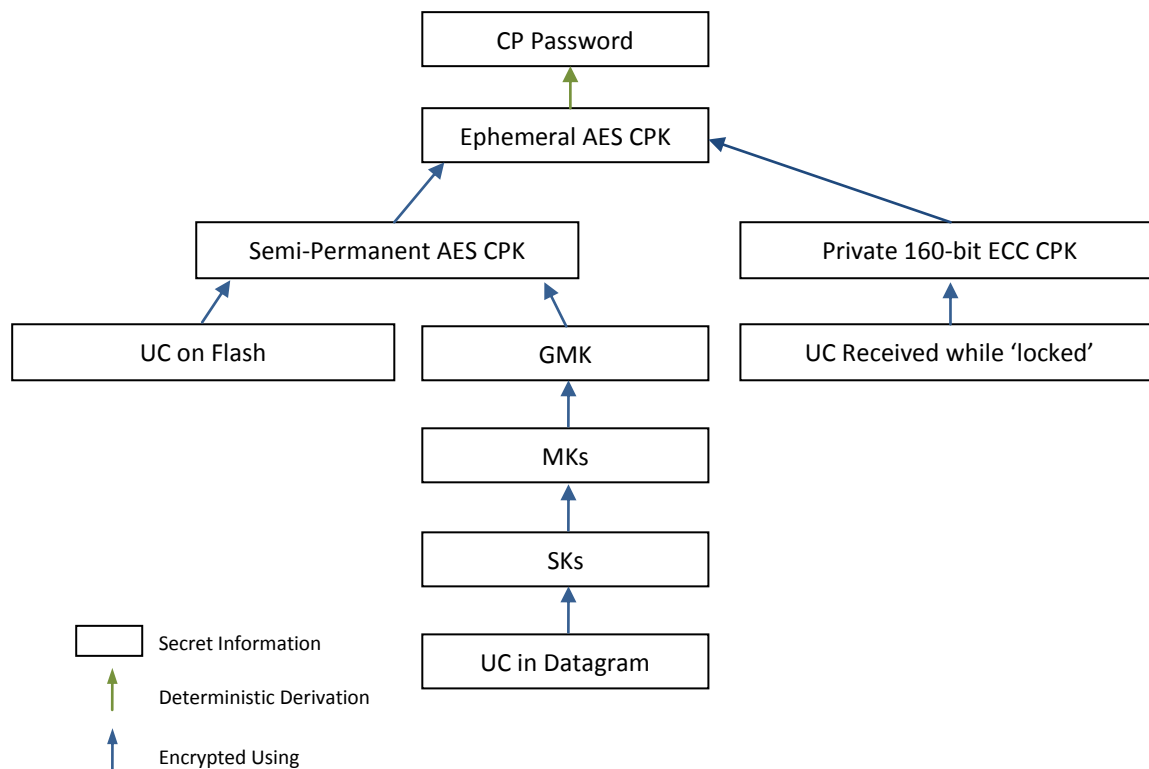 CP Password
Ephemeral AES CPK
Semi-Permanent AES CPK
Private 160-bit ECC CPK
UC on Flash
GMK
UC Received while ‘locked’
MKs
SKs
UC in Datagram
Secret Information
Deterministic Derivation
Encrypted Using